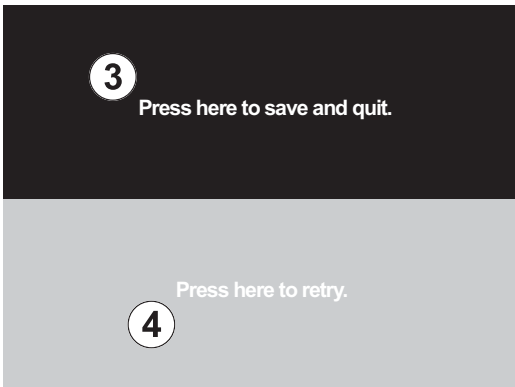 3
Press here to save and quit.
Press here to retry.
4